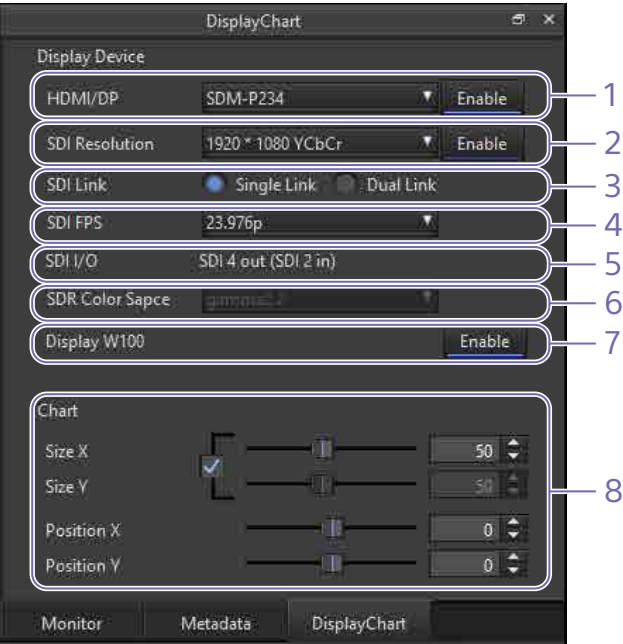 DisplayChart
Display Device
HDMI/DP SDM-P234 Enable 1
SDI Resolution 1920 * 1080 YCbCr Enable 2
SDI Link Single Link Dual Link 3
SDI FPS 23.976p 4
SDI I/O SDI 4 out (SDI 2 in) 5
SDR Color Sapce 6
Display W100 Enable 7
Chart
Size X 50
Size Y 50
8
Position X 0
Position Y 0
Monitor Metadata DisplayChart